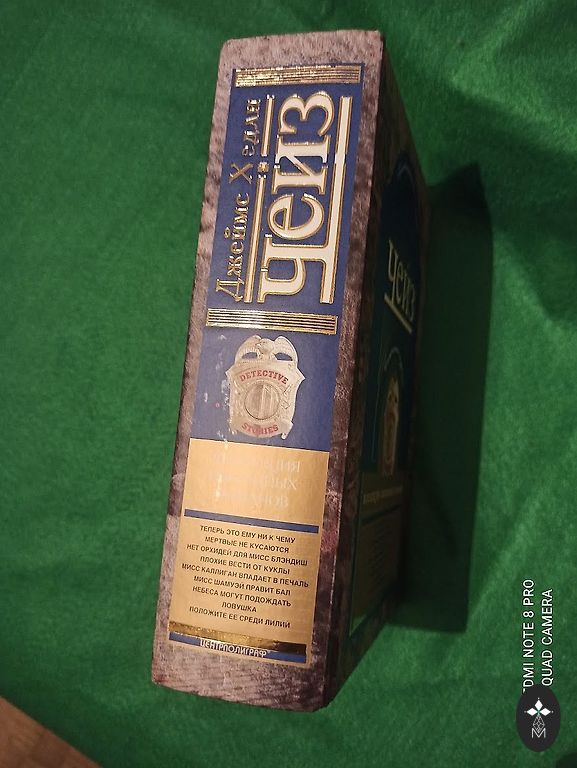 Джеймс Хедли
Чейз
DETECTIVE
STORIES
ТЕПЕРЬ ЭТО ЕМУ НИ К ЧЕМУ
МЕРТВЫЕ НЕ КУСАЮТСЯ
НЕТ ОРХИДЕЙ ДЛЯ МИСС БЛЭНДИШ
ПЛОХИЕ ВЕСТИ ОТ КУКЛЫ
МИСС КАЛЛИГАН ВПАДАЕТ В ПЕЧАЛЬ
МИСС ШАМУЭЙ ПРАВИТ БАЛ
НЕБЕСА МОГУТ ПОДОЖДАТЬ
ЛОВУШКА
ПОЛОЖИТЕ ЕЕ СРЕДИ ЛИЛИЙ
ЦЕНТРПОЛИГРАФ
Чейз
NOTE 8 PRO
QUAD CAMERA
M